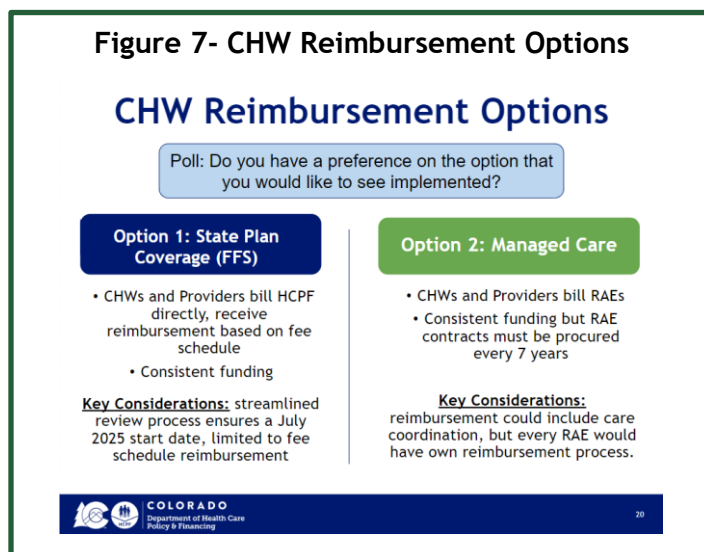 Figure 7- CHW Reimbursement Options
CHW Reimbursement Options
Poll: Do you have a preference on the option that
you would like to see implemented?
Option 1: State Plan
Coverage (FFS)
• CHWs and Providers bill HCPF
directly, receive
reimbursement based on fee
schedule
• Consistent funding
Key Considerations: streamlined
review process ensures a July
2025 start date, limited to fee
schedule reimbursement
Option 2: Managed Care
• CHWs and Providers bill RAEs
• Consistent funding but RAE
contracts must be procured
every 7 years
Key Considerations:
reimbursement could include care
coordination, but every RAE would
have own reimbursement process.
COLORADO
Department of Health Care
Policy & Financing
20